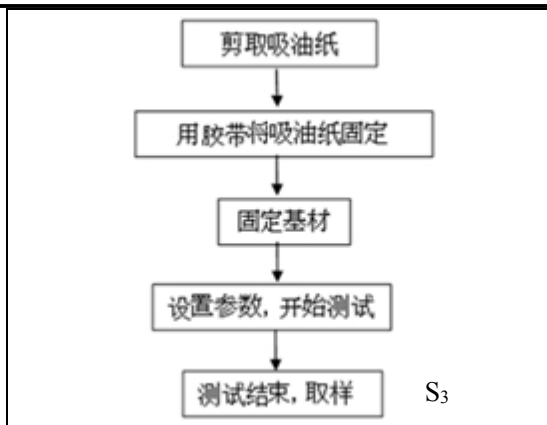 剪取吸油纸
用胶带将吸油纸固定
固定基材
设置参数，开始测试
测试结束，取样 S₃